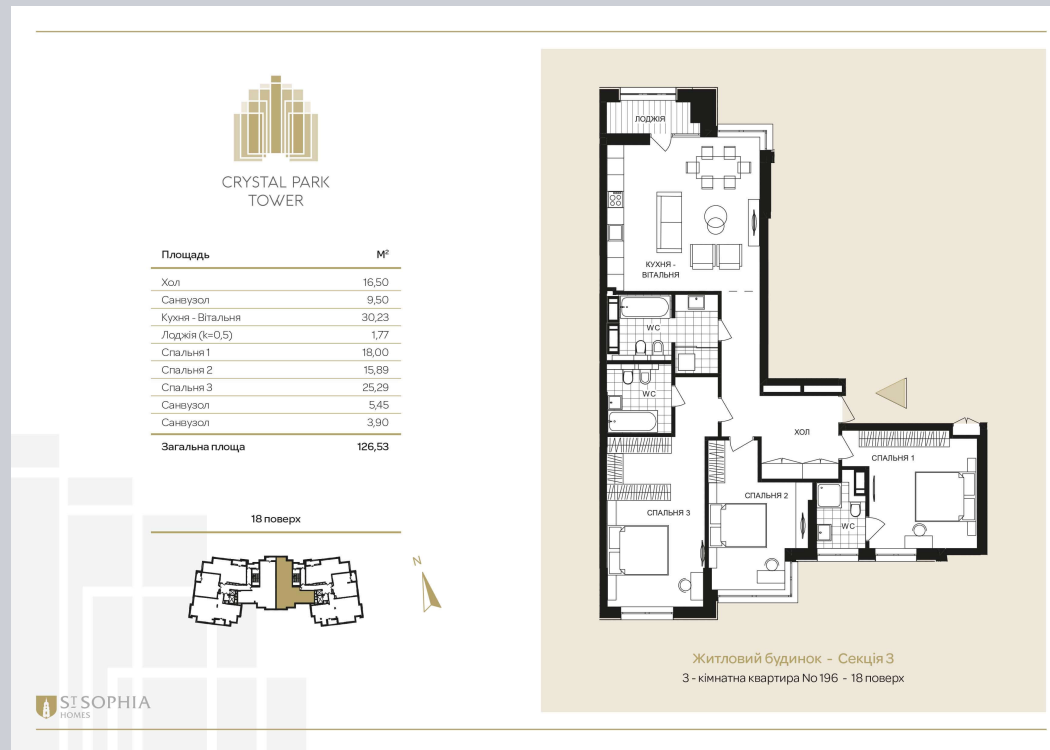 CRYSTAL PARK
TOWER
Площадь М²
Хол 16,50
Санвузол 9,50
Кухня - Вітальня 30,23
Лоджія (k=0,5) 1,77
Спальня 1 18,00
Спальня 2 15,89
Спальня 3 25,29
Санвузол 5,45
Санвузол 3,90
Загальна площа 126,53
18 поверх
N
ST SOPHIA
HOMES
ЛОДЖІЯ
КУХНЯ -
ВІТАЛЬНЯ
WC
WC
ХОЛ
СПАЛЬНЯ 1
СПАЛЬНЯ 2
СПАЛЬНЯ 3
WC
Житловий будинок - Секція 3
3 - кімнатна квартира No 196 - 18 поверх